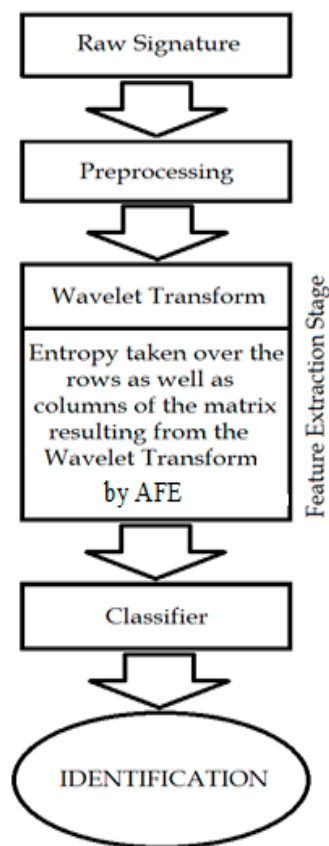 Raw Signature
Preprocessing
Wavelet Transform
Entropy taken over the
rows as well as
columns of the matrix
resulting from the
Wavelet Transform
by AFE
Feature Extraction Stage
Classifier
IDENTIFICATION